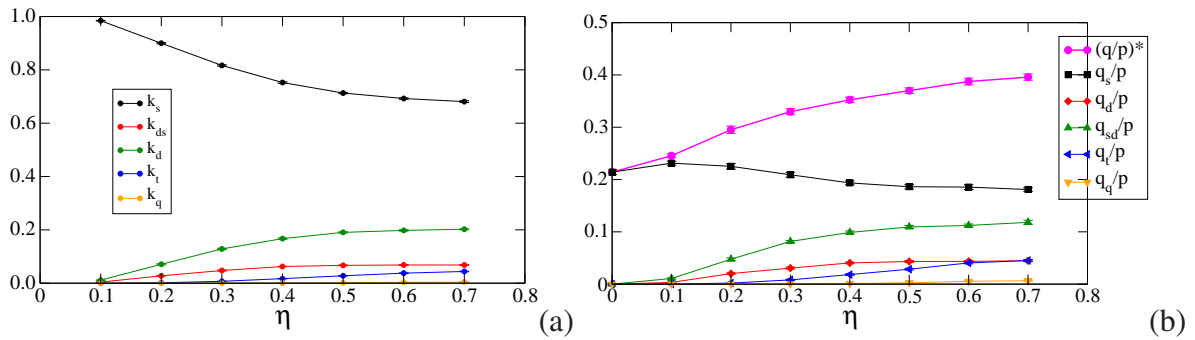 1.0
0.8
0.6
0.4
0.2
0.0
0 0.1 0.2 0.3 0.4 0.5 0.6 0.7 0.8
η
k_s
k_ds
k_d
k_t
k_q
(a)
0.5
0.4
0.3
0.2
0.1
0
0 0.1 0.2 0.3 0.4 0.5 0.6 0.7 0.8
η
(q/p)*
q_s/p
q_d/p
q_sd/p
q_t/p
q_q/p
(b)